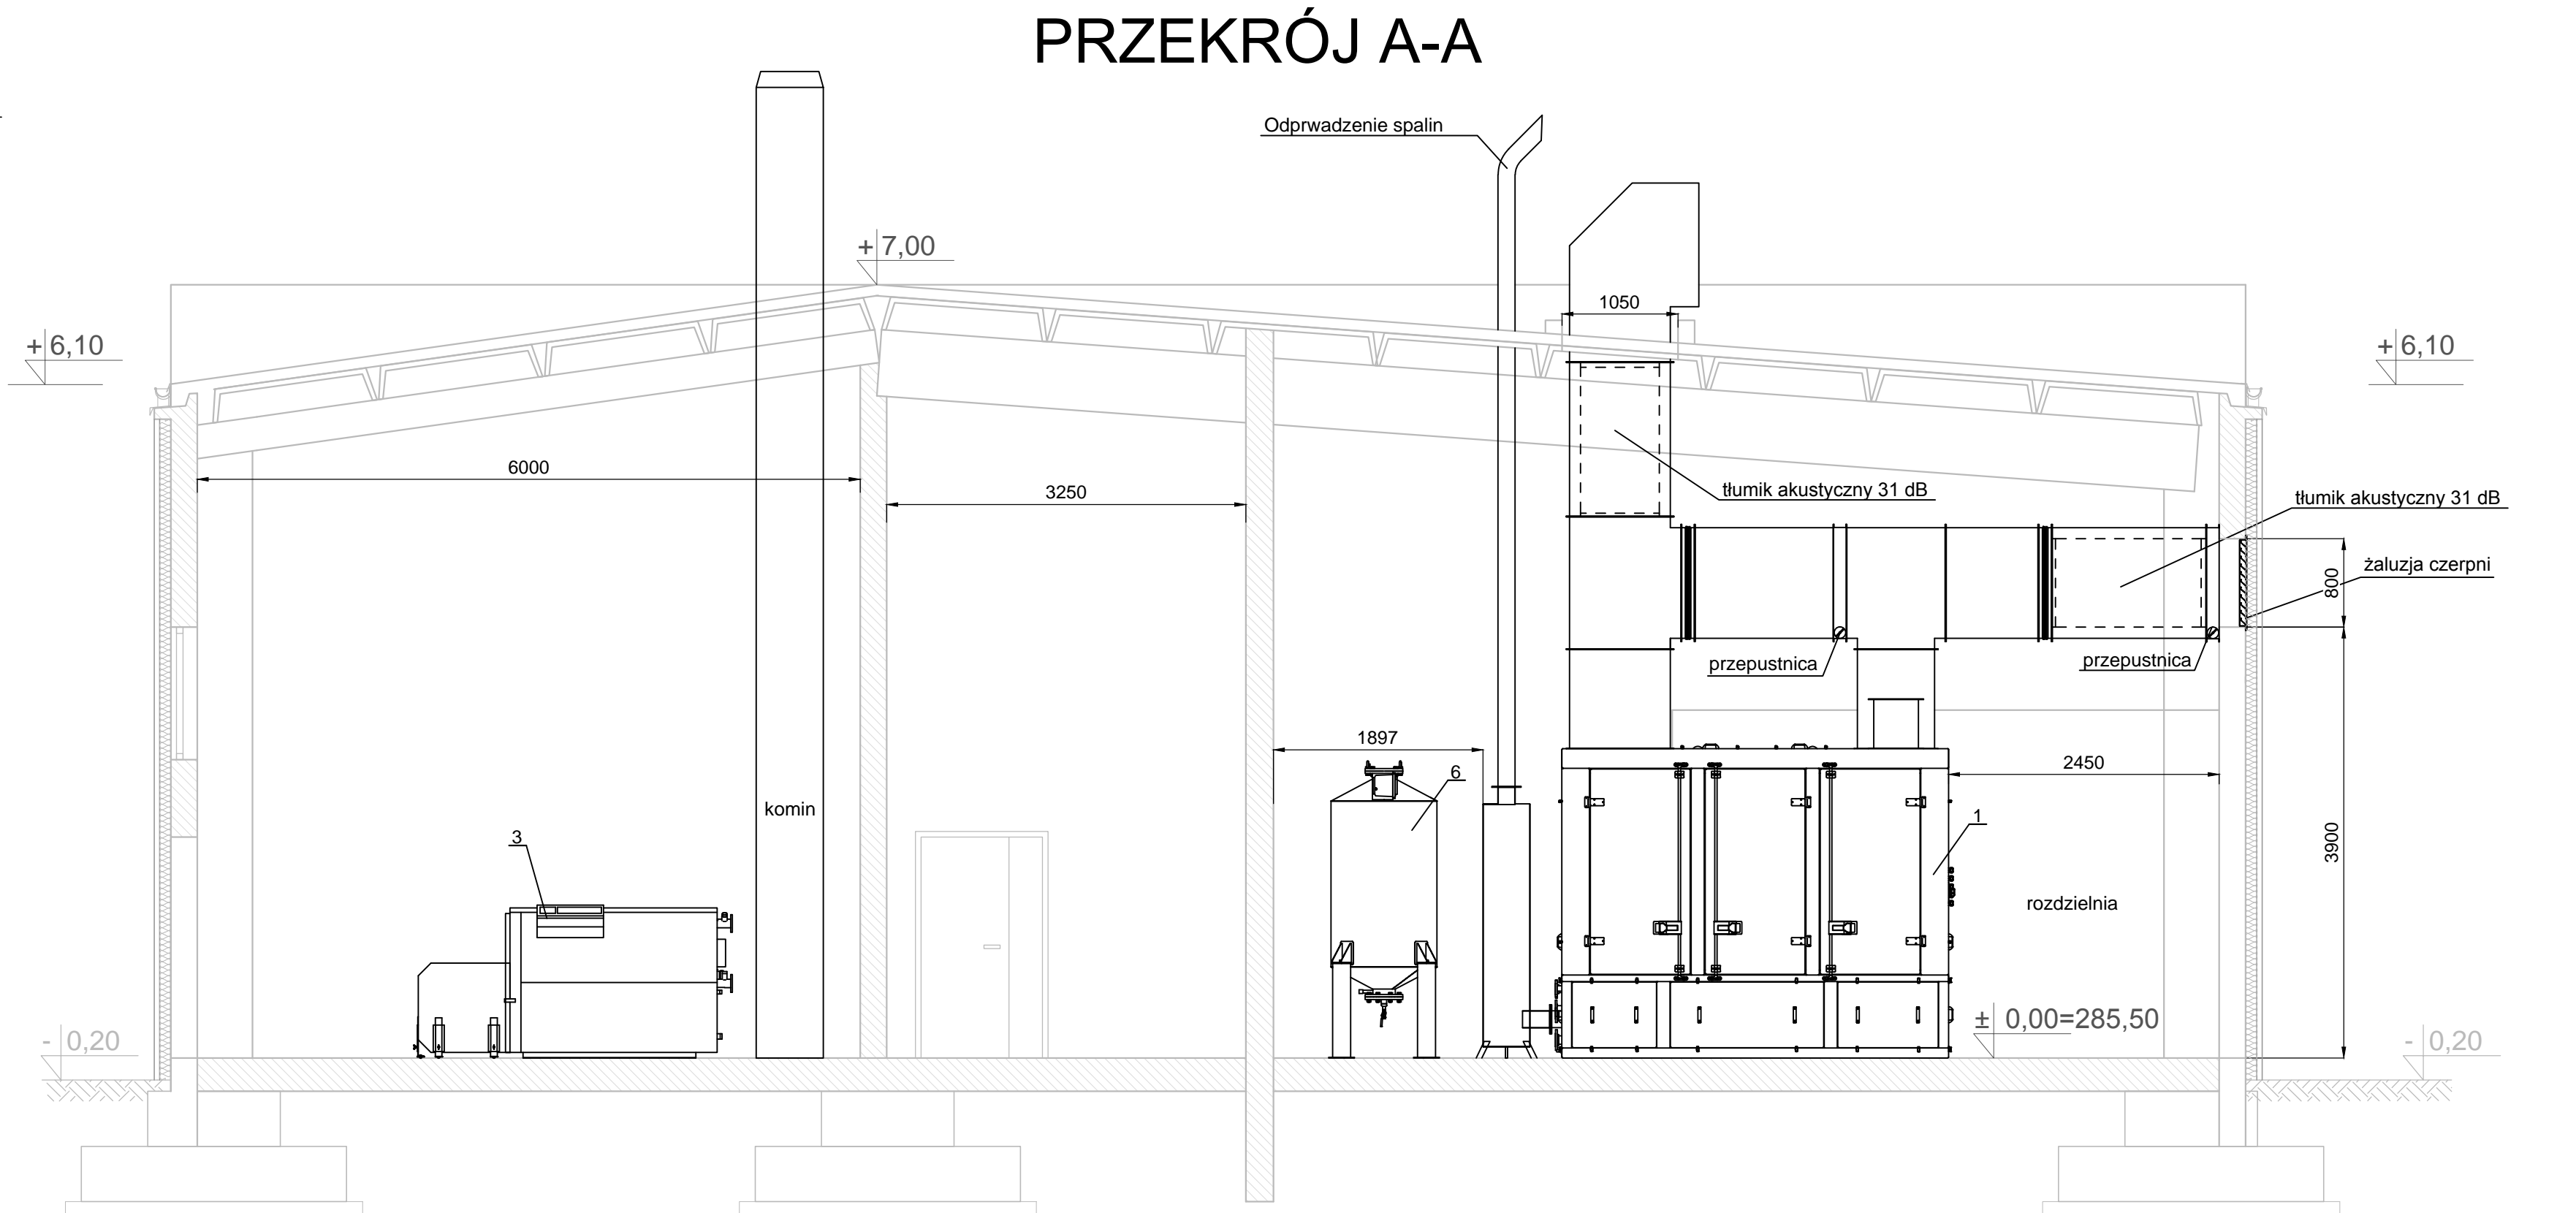 PRZEKRÓJ A-A
Odprwadzenie spalin
+ 7,00
1050
+ 6,10
+ 6,10
6000
3250
tłumik akustyczny 31 dB
tłumik akustyczny 31 dB
żaluzja czerpni
800
przepustnica
przepustnica
1897
6
2450
komin
1
3
3900
rozdzielnia
± 0,00=285,50
- 0,20
- 0,20